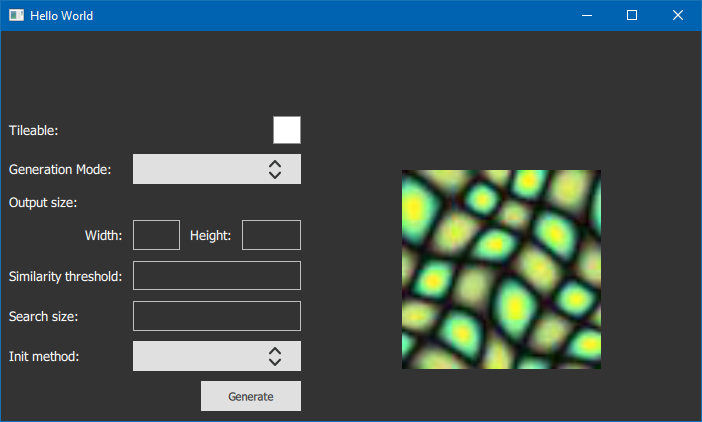 Hello World
Tileable:
Generation Mode:
Output size:
Width: Height:
Similarity threshold:
Search size:
Init method:
Generate